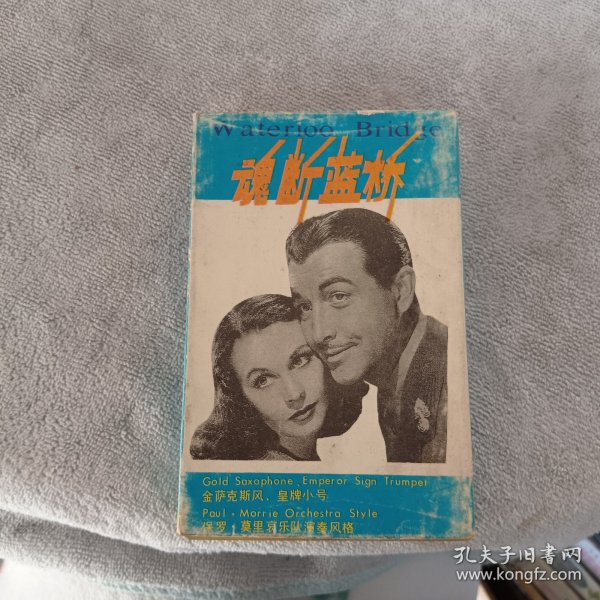 Waterloo Bridge
魂断蓝桥
Gold Saxophone、Emperor Sign Trumpet
金萨克斯风、皇牌小号
Paul·Morrie Orchestra Style
保罗·莫里哀乐队演奏风格
孔夫子旧书网
www.kongfz.com